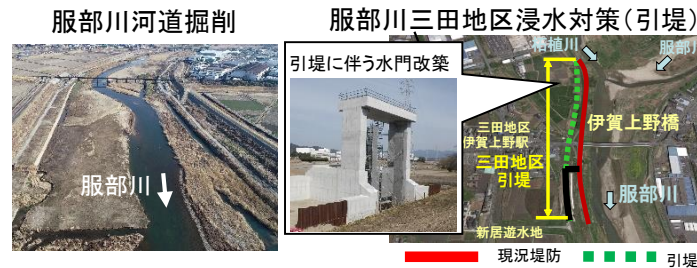 服部川河道掘削
服部川三田地区浸水対策(引堤)
引堤に伴う水門改築
柘植川
服部川
三田地区
伊賀上野駅
伊賀上野橋
三田地区
引堤
服部川
服部川
新居遊水地
現況堤防
引堤